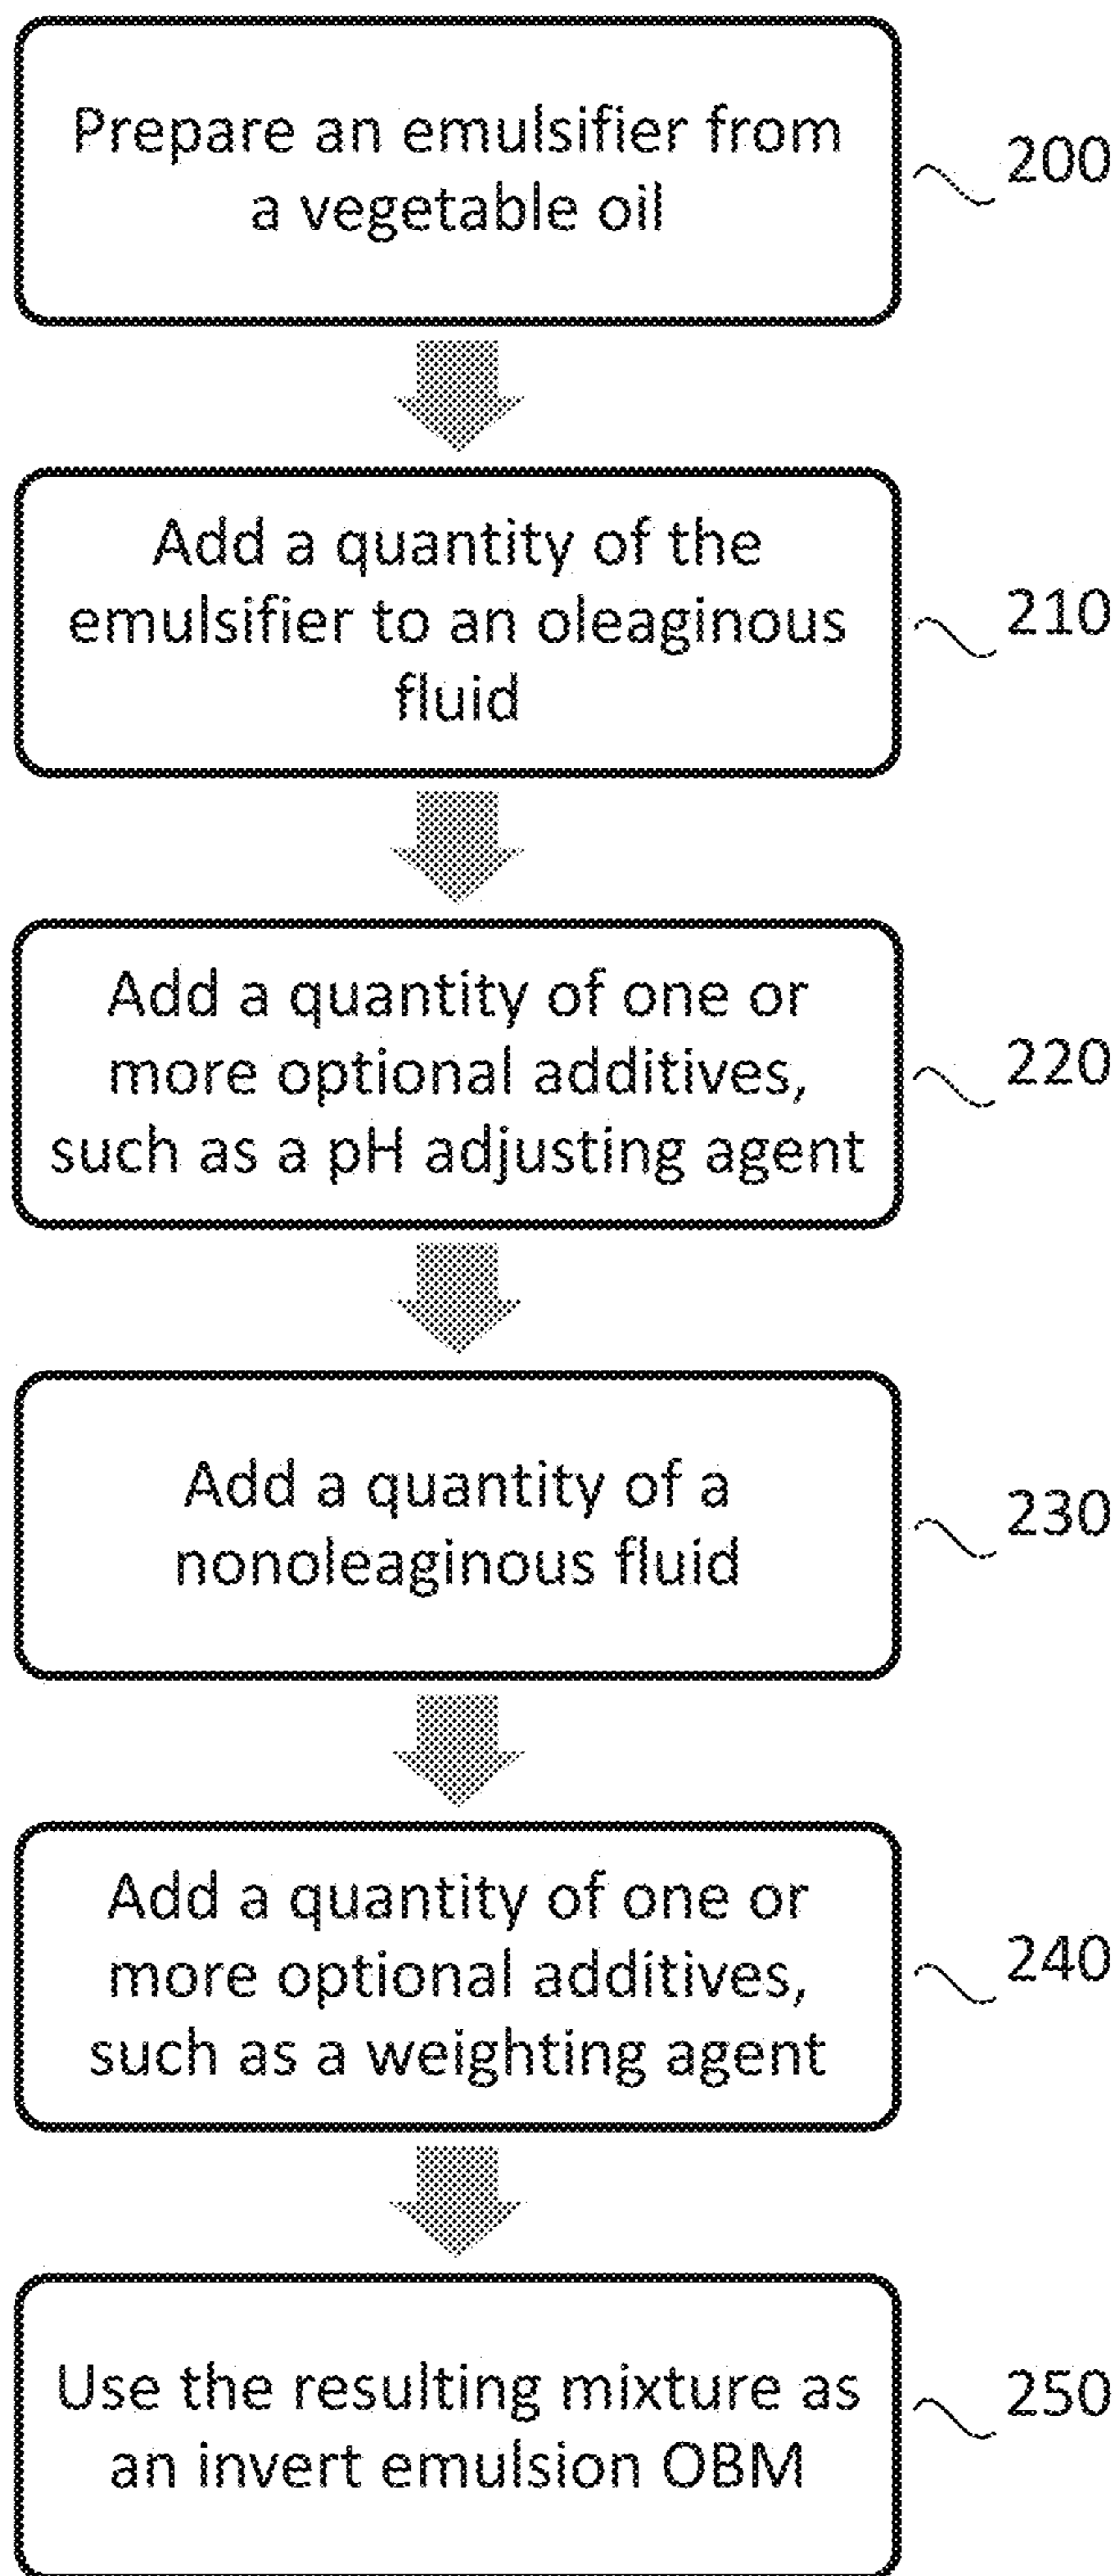 Prepare an emulsifier from
a vegetable oil
200
Add a quantity of the
emulsifier to an oleaginous
fluid
210
Add a quantity of one or
more optional additives,
such as a pH adjusting agent
220
Add a quantity of a
nonoleaginous fluid
230
Add a quantity of one or
more optional additives,
such as a weighting agent
240
Use the resulting mixture as
an invert emulsion OBM
250